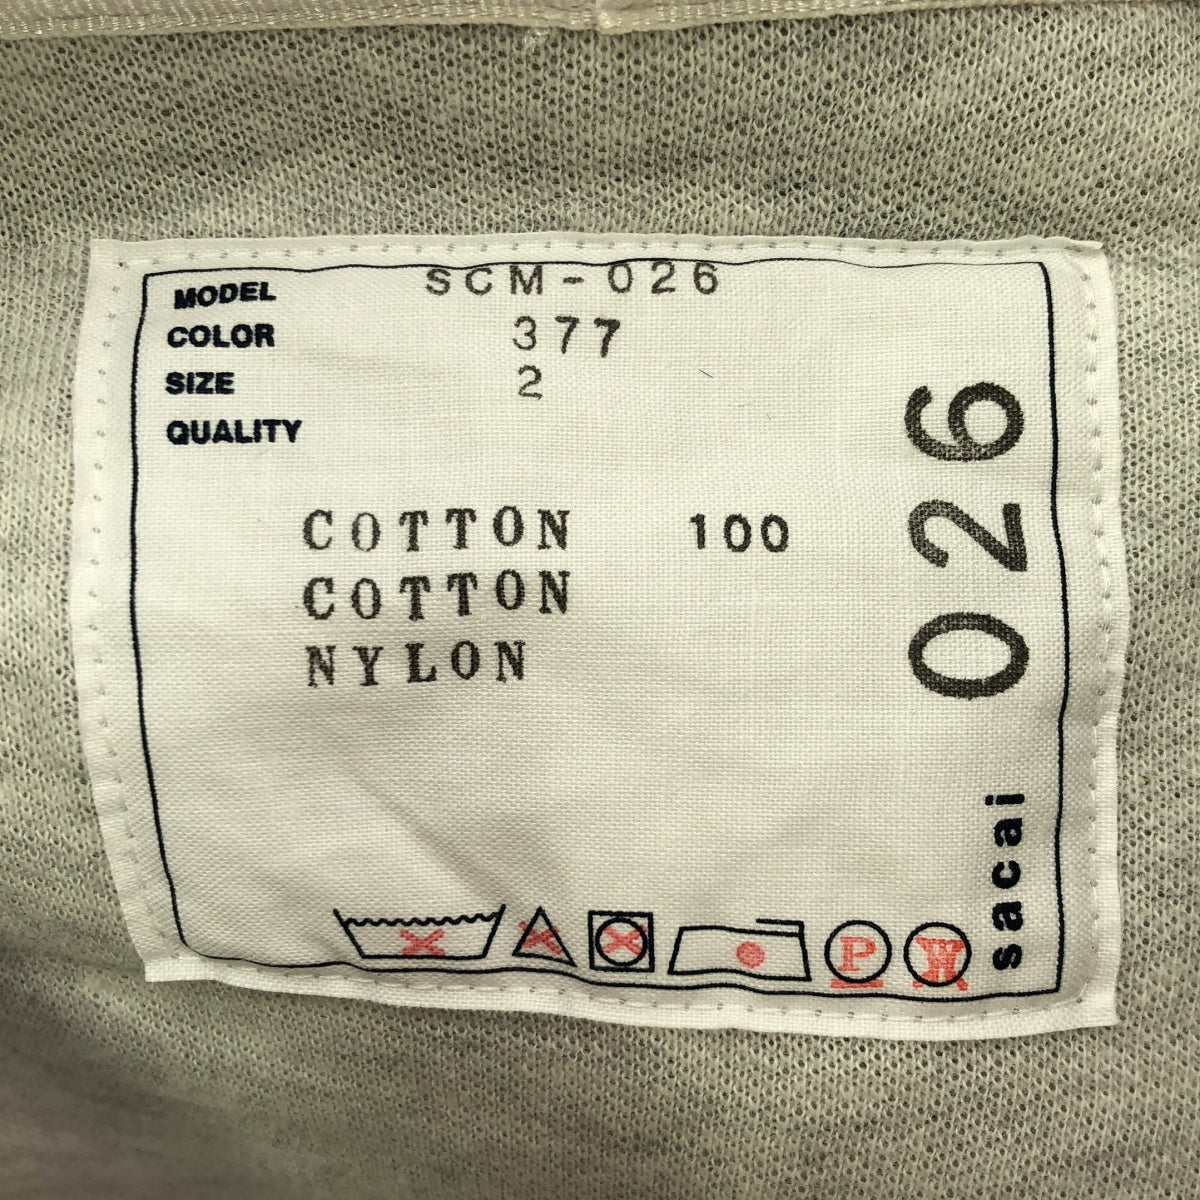 MODEL SCM-026
COLOR 377
SIZE 2
QUALITY
COTTON 100
COTTON
NYLON
026
sacai
P W